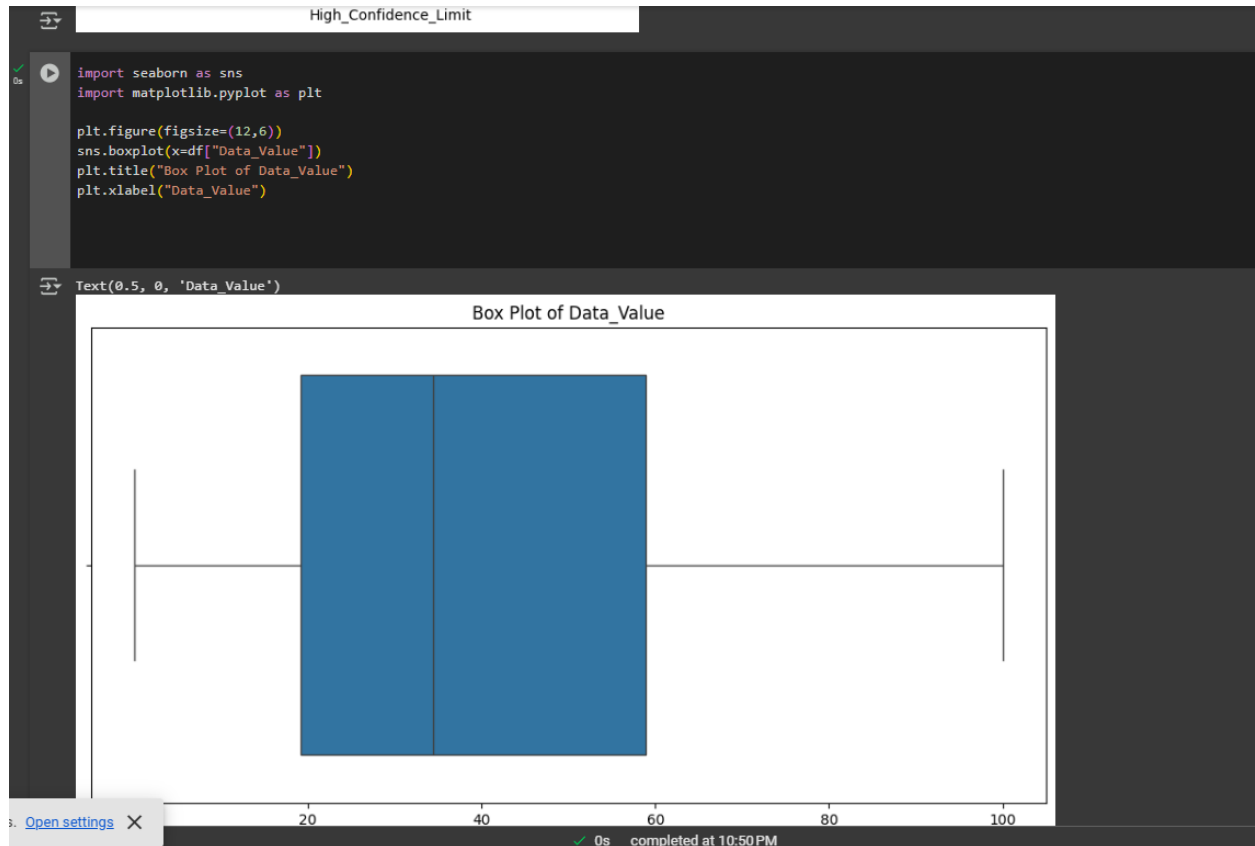 High_Confidence_Limit
0s
import seaborn as sns
import matplotlib.pyplot as plt
plt.figure(figsize=(12,6))
sns.boxplot(x=df["Data_Value"])
plt.title("Box Plot of Data_Value")
plt.xlabel("Data_Value")
Text(0.5, 0, 'Data_Value')
Box Plot of Data_Value
20 40 60 80 100
s. Open settings
0s completed at 10:50 PM